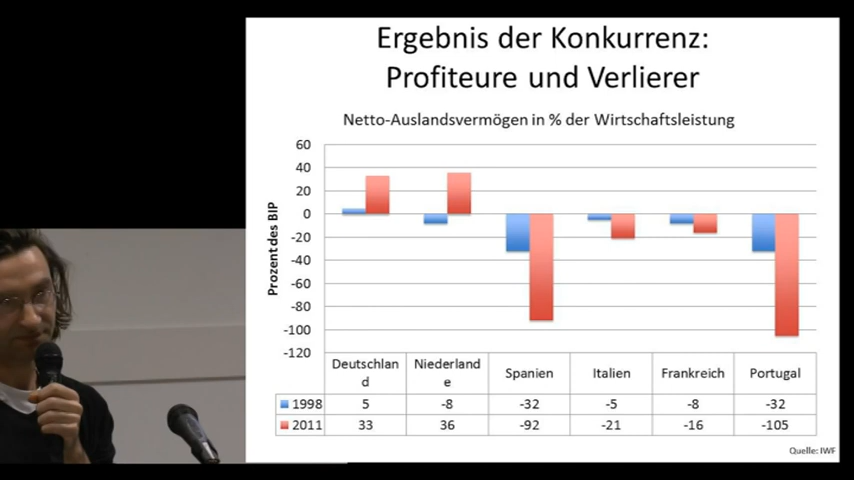 Ergebnis der Konkurrenz:
Profiteure und Verlierer
Netto-Auslandsvermögen in % der Wirtschaftsleistung
Prozent des BIP
60
40
20
0
-20
-40
-60
-80
-100
-120
Deutschlan
d
Niederland
e
Spanien
Italien
Frankreich
Portugal
1998 5 -8 -32 -5 -8 -32
2011 33 36 -92 -21 -16 -105
Quelle: IWF